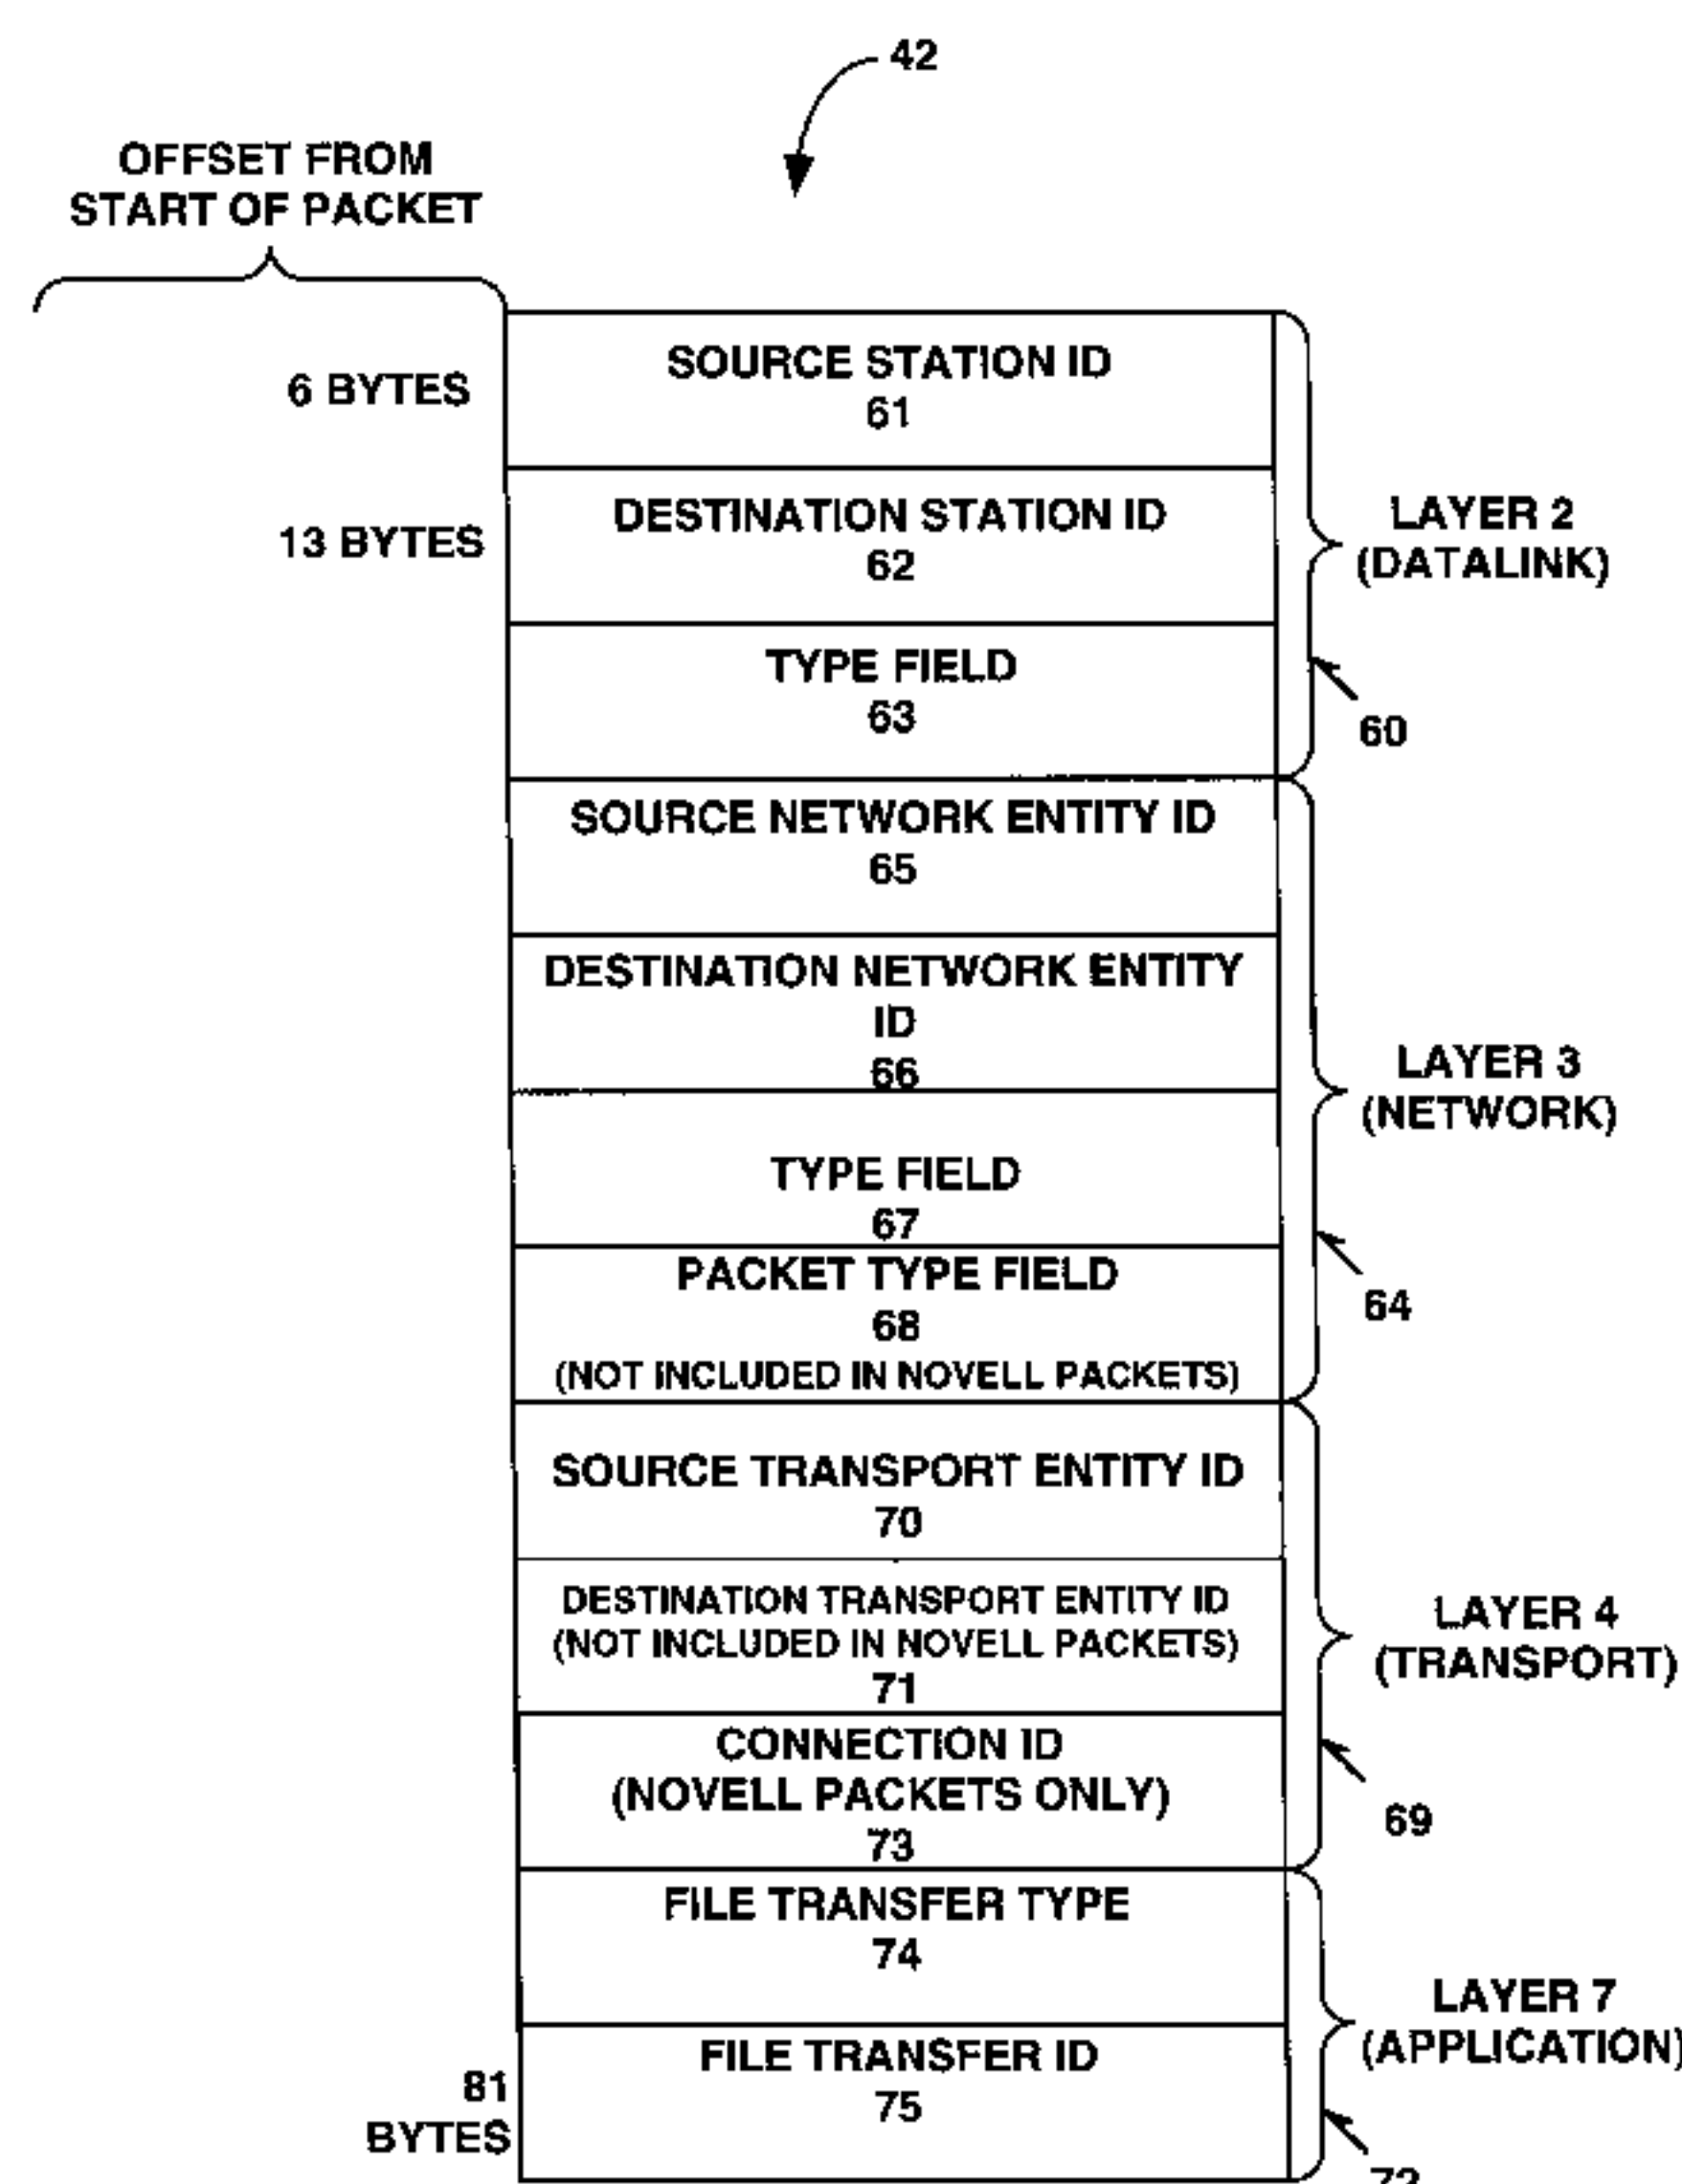 42
OFFSET FROM
START OF PACKET
6 BYTES
SOURCE STATION ID
61
13 BYTES
DESTINATION STATION ID
62
LAYER 2
(DATALINK)
TYPE FIELD
63
60
SOURCE NETWORK ENTITY ID
65
DESTINATION NETWORK ENTITY
ID
66
LAYER 3
(NETWORK)
TYPE FIELD
67
PACKET TYPE FIELD
68
(NOT INCLUDED IN NOVELL PACKETS)
64
SOURCE TRANSPORT ENTITY ID
70
DESTINATION TRANSPORT ENTITY ID
(NOT INCLUDED IN NOVELL PACKETS)
71
LAYER 4
(TRANSPORT)
CONNECTION ID
(NOVELL PACKETS ONLY)
73
69
FILE TRANSFER TYPE
74
LAYER 7
(APPLICATION)
FILE TRANSFER ID
75
81
BYTES